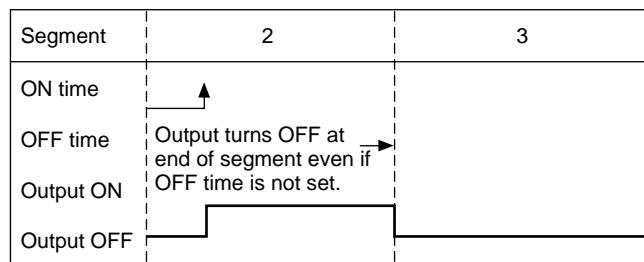 Segment 2 3
ON time
OFF time
Output turns OFF at
end of segment even if
OFF time is not set.
Output ON
Output OFF